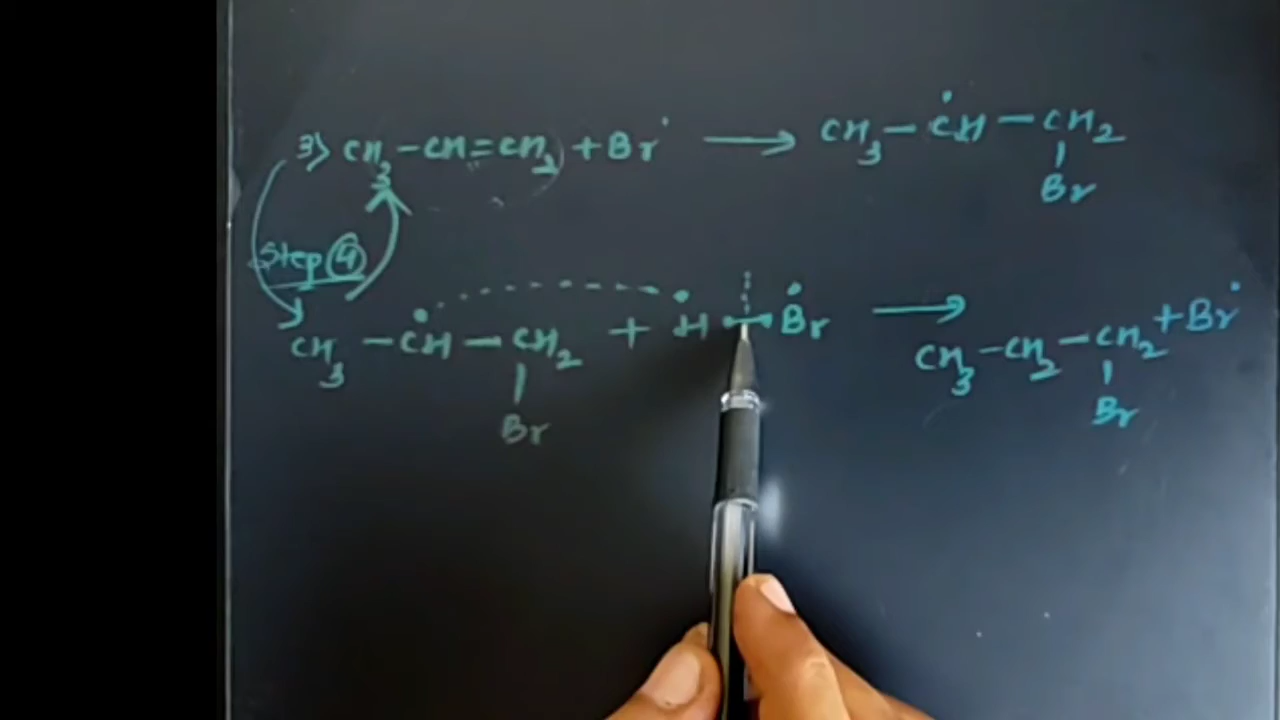 3) CH₃-CH=CH₂ + Br˙ ⟶ CH₃-ĊH-CH₂
|
Br
Step ④
CH₃-ĊH-CH₂ + Ḣ-Ḃr ⟶ CH₃-CH₂-CH₂ + Br˙
| |
Br Br